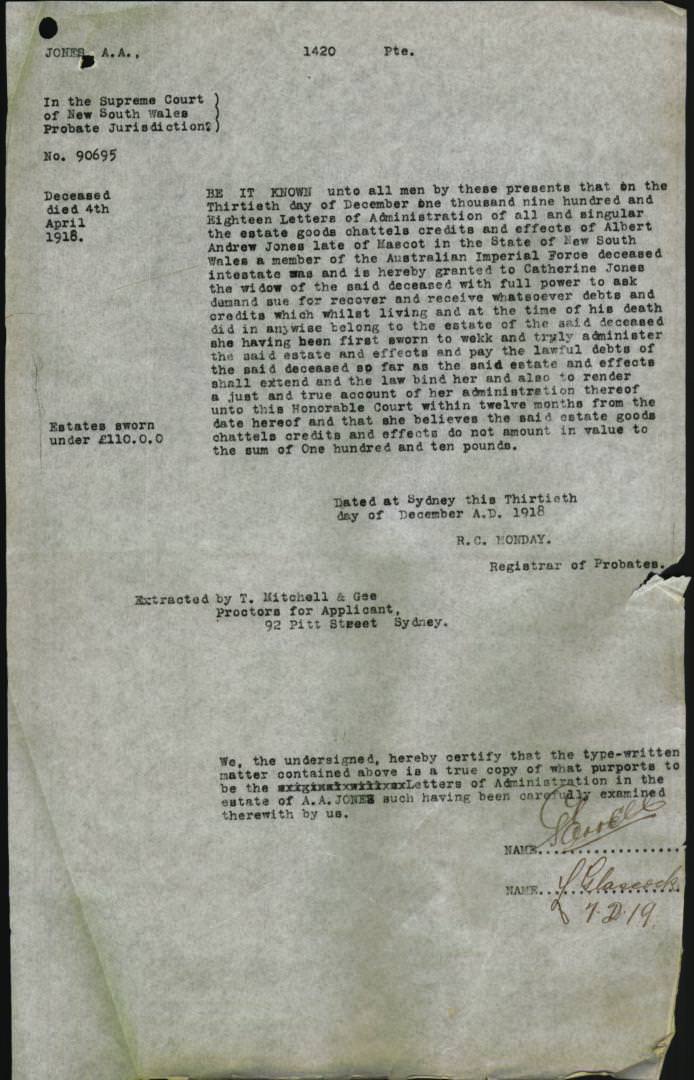 JONES, A.A., 1420 Pte.
In the Supreme Court )
of New South Wales )
Probate Jurisdiction?)
No. 90695
Deceased
died 4th
April
1918.
BE IT KNOWN unto all men by these presents that on the
Thirtieth day of December one thousand nine hundred and
Eighteen Letters of Administration of all and singular
the estate goods chattels credits and effects of Albert
Andrew Jones late of Mascot in the State of New South
Wales a member of the Australian Imperial Force deceased
intestate was and is hereby granted to Catherine Jones
the widow of the said deceased with full power to ask
demand sue for recover and receive whatsoever debts and
credits which whilst living and at the time of his death
did in anywise belong to the estate of the said deceased
she having been first sworn to wekk and truly administer
the said estate and effects and pay the lawful debts of
the said deceased so far as the said estate and effects
shall extend and the law bind her and also to render
a just and true account of her administration thereof
unto this Honorable Court within twelve months from the
date hereof and that she believes the said estate goods
chattels credits and effects do not amount in value to
the sum of One hundred and ten pounds.
Estates sworn
under £110.0.0
Dated at Sydney this Thirtieth
day of December A.D. 1918
R.C. MONDAY.
Registrar of Probates.
Extracted by T. Mitchell & Gee
Proctors for Applicant,
92 Pitt Street Sydney.
We, the undersigned, hereby certify that the type-written
matter contained above is a true copy of what purports to
be the Letters of Administration in the
estate of A.A. JONES such having been carefully examined
therewith by us.
NAME....................
NAME...L Glascock
7.2.19